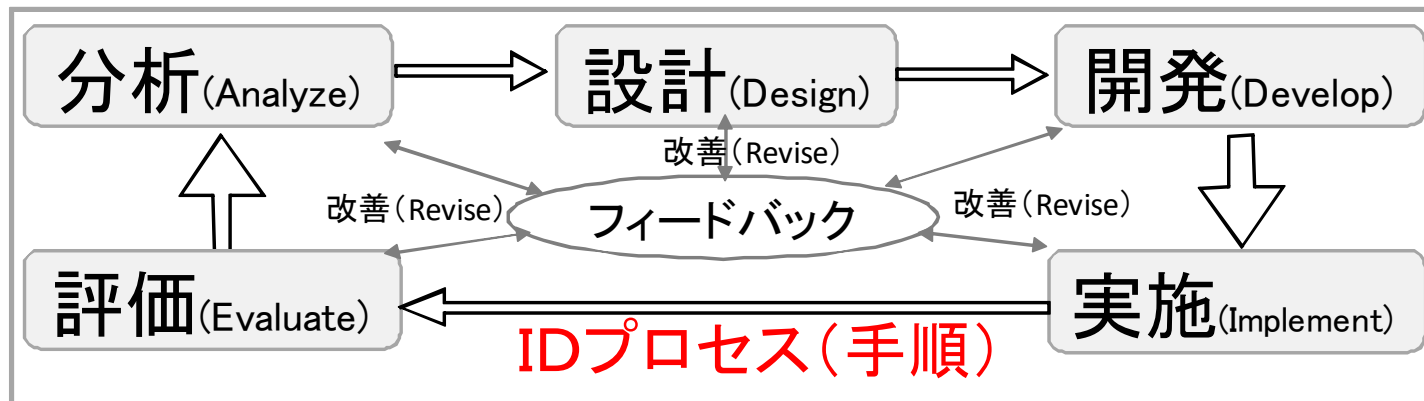 分析(Analyze)
設計(Design)
開発(Develop)
改善(Revise)
改善(Revise)
フィードバック
改善(Revise)
評価(Evaluate)
実施(Implement)
IDプロセス(手順)